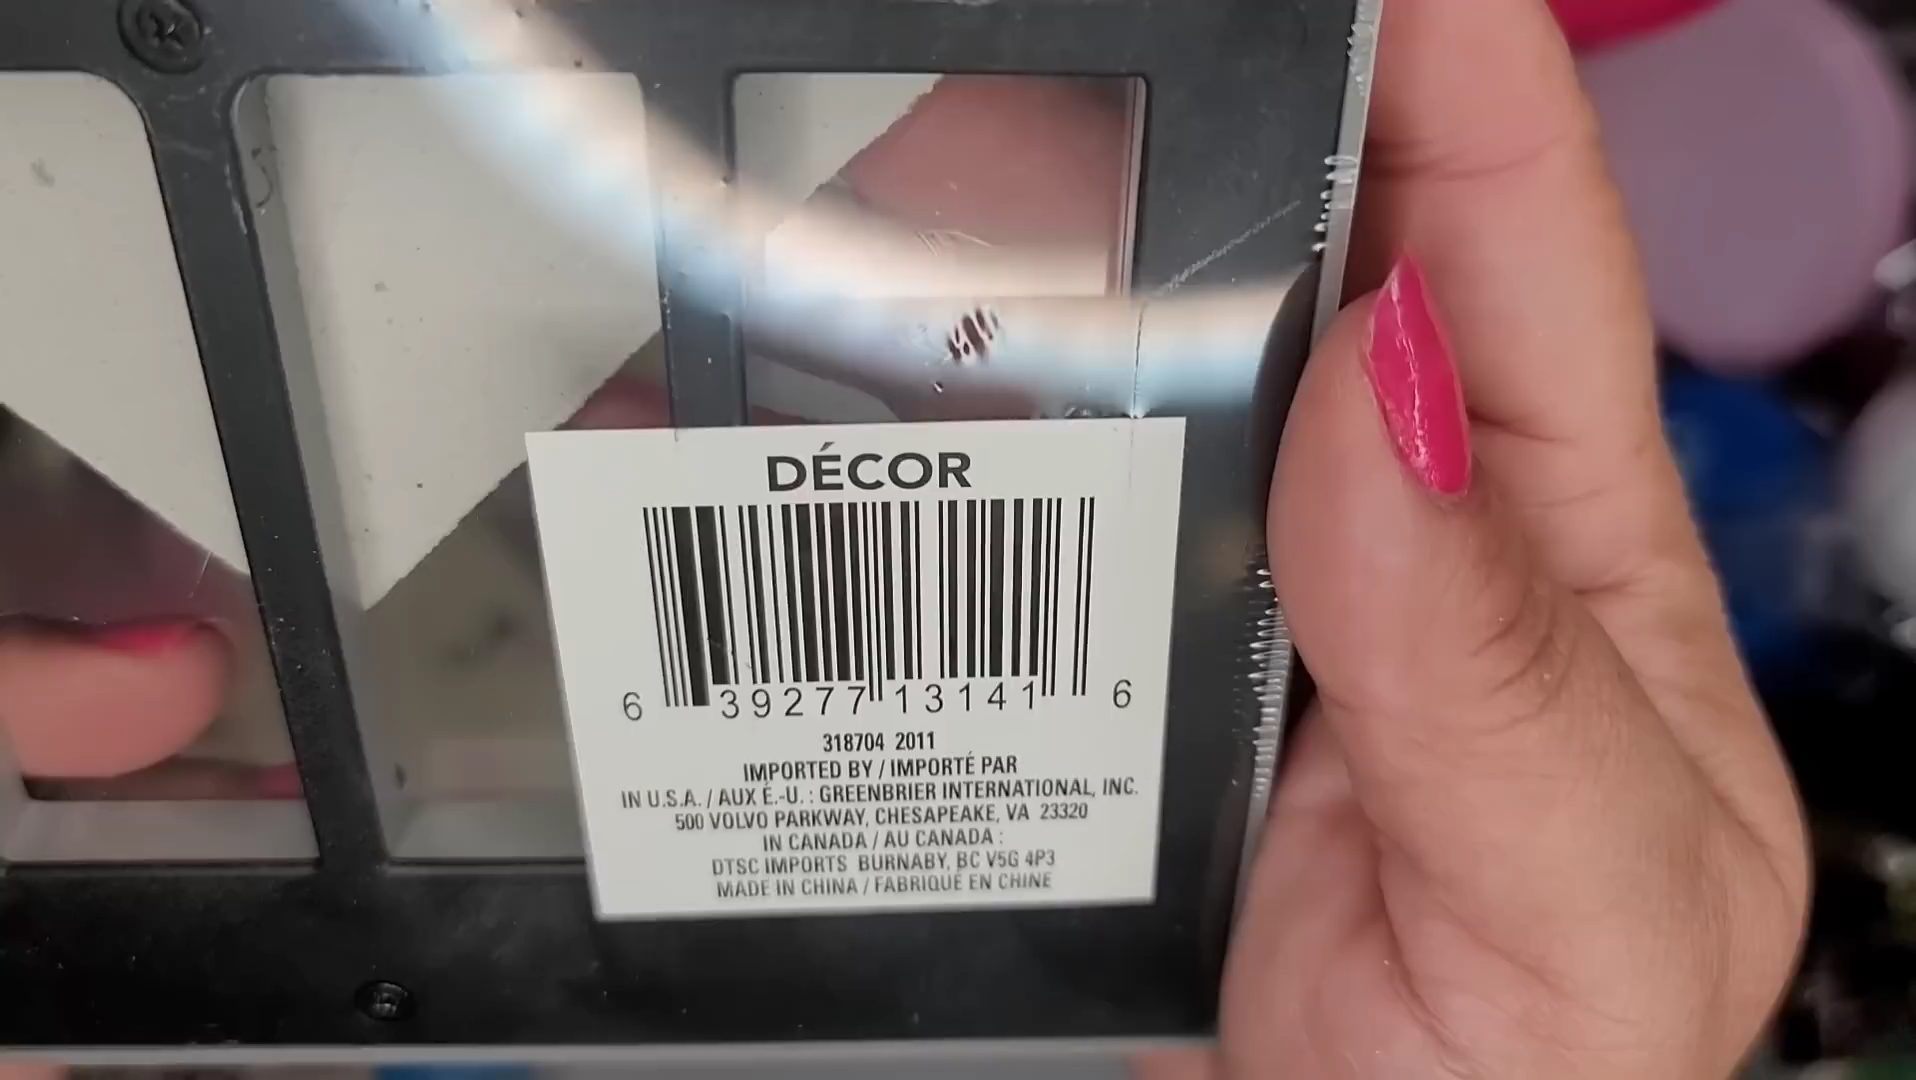 DÉCOR
6 39277 13141 6
318704 2011
IMPORTED BY / IMPORTÉ PAR
IN U.S.A. / AUX É.-U. : GREENBRIER INTERNATIONAL, INC.
500 VOLVO PARKWAY, CHESAPEAKE, VA 23320
IN CANADA / AU CANADA :
DTSC IMPORTS BURNABY, BC V5G 4P3
MADE IN CHINA / FABRIQUÉ EN CHINE